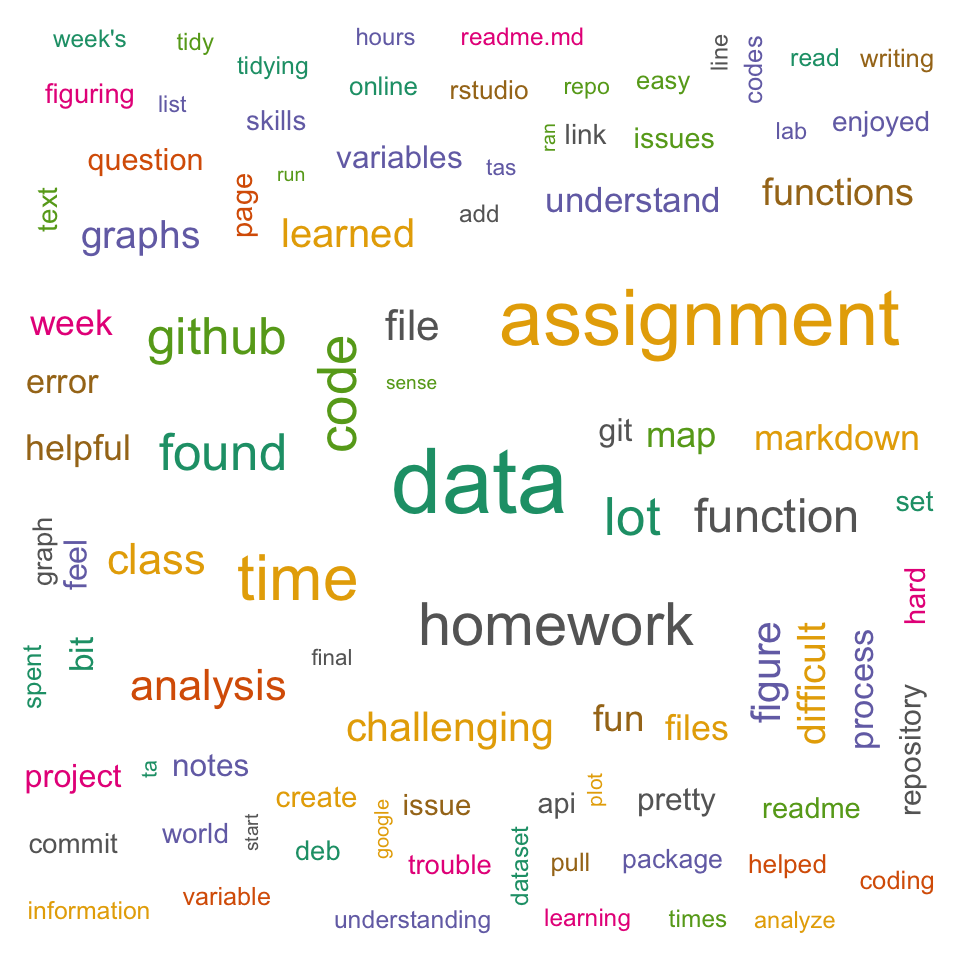 week's
tidy
hours
readme.md
line
codes
read
writing
tidying
figuring
list
online
rstudio
repo
easy
skills
ran
link
issues
lab
enjoyed
question
run
variables
tas
text
page
add
understand
functions
graphs
learned
week
github
code
file
assignment
error
sense
helpful
found
data
git
map
markdown
lot
function
set
graph
feel
class
time
homework
hard
spent
bit
analysis
final
challenging
fun
files
figure
difficult
process
repository
project
ta
notes
create
google
issue
api
plot
pretty
readme
commit
world
start
deb
trouble
dataset
pull
package
helped
coding
information
variable
understanding
learning
times
analyze